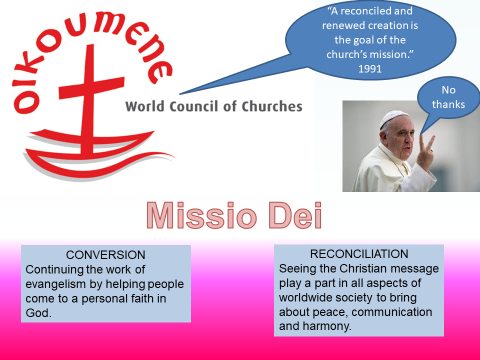 OIKOUMENE
World Council of Churches
“A reconciled and
renewed creation is
the goal of the
church’s mission.”
1991
No
thanks
Missio Dei
CONVERSION
Continuing the work of
evangelism by helping people
come to a personal faith in
God.
RECONCILIATION
Seeing the Christian message
play a part in all aspects of
worldwide society to bring
about peace, communication
and harmony.